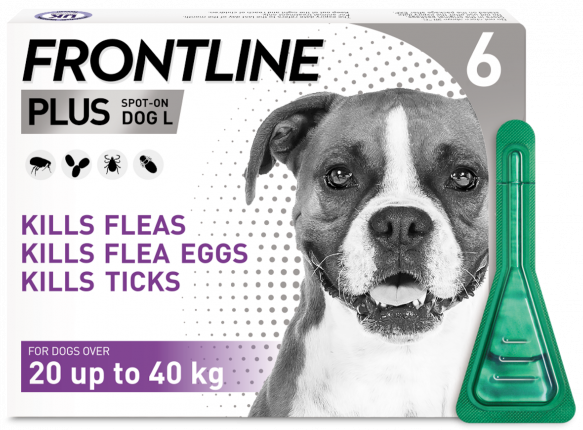 UK
FRONTLINE
6
PLUS
SPOT-ON
DOG L
KILLS FLEAS
KILLS FLEA EGGS
KILLS TICKS
FOR DOGS OVER
20 up to 40 kg